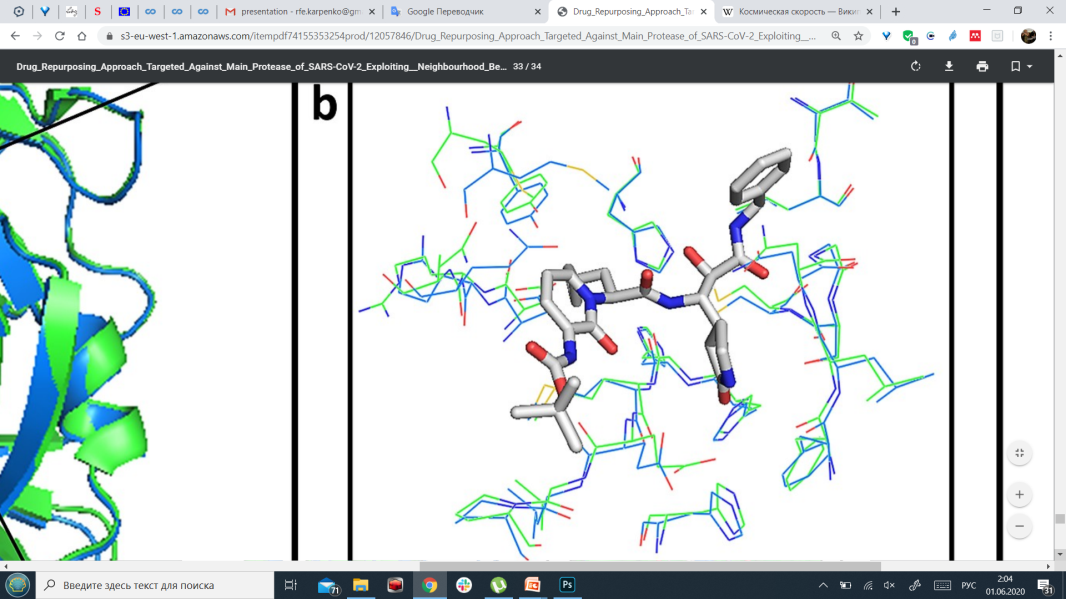 presentation - rfe.karpenko@gm
Google Переводчик
Drug_Repurposing_Approach_Ta
Космическая скорость — Вики
s3-eu-west-1.amazonaws.com/itempdf74155353254prod/12057846/Drug_Repurposing_Approach_Targeted_Against_Main_Protease_of_SARS-CoV-2_Exploiting__...
Drug_Repurposing_Approach_Targeted_Against_Main_Protease_of_SARS-CoV-2_Exploiting__Neighbourhood_Be... 33 / 34
b
Введите здесь текст для поиска
71
Ps
РУС
2:04
01.06.2020
31